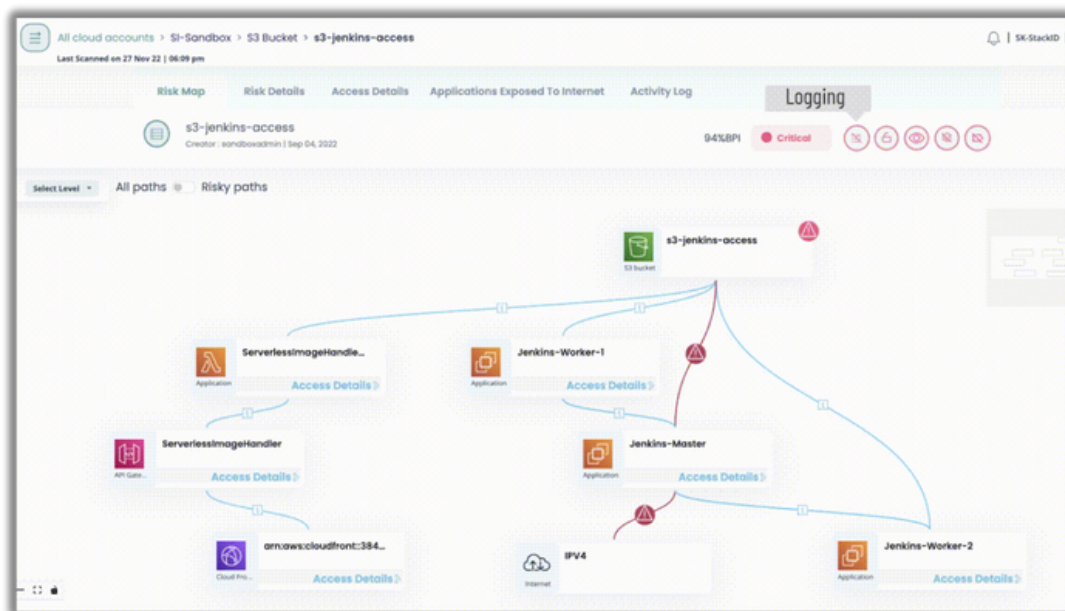 All cloud accounts > SI-Sandbox > S3 Bucket > s3-jenkins-access
SK-StackID
Last Scanned on 27 Nov 22 | 06:09 pm
Risk Map Risk Details Access Details Applications Exposed To Internet Activity Log
Logging
s3-jenkins-access
Creator : sandboxadmin | Sep 04, 2022
94%BPI Critical
Select Level All paths Risky paths
s3-jenkins-access
S3 bucket
ServerlessImageHandle...
Application
Access Details
Jenkins-Worker-1
Application
Access Details
ServerlessImageHandler
API Gate...
Access Details
Jenkins-Master
Application
Access Details
arn:aws:cloudfront::384...
Cloud Fro...
Access Details
IPV4
Internet
Jenkins-Worker-2
Application
Access Details